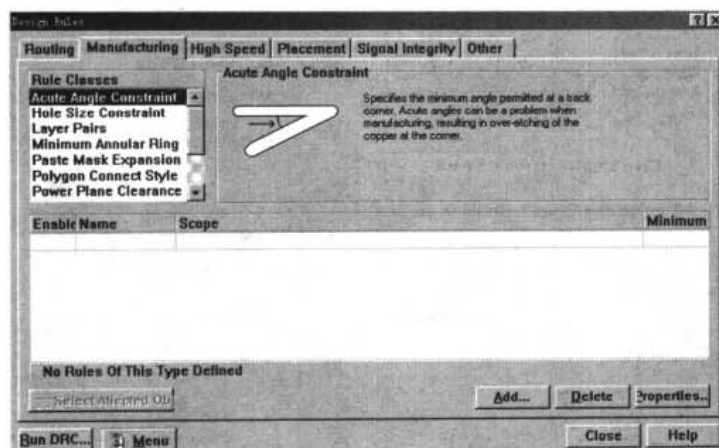 Design Rules
Routing Manufacturing High Speed Placement Signal Integrity Other
Rule Classes
Acute Angle Constraint
Hole Size Constraint
Layer Pairs
Minimum Annular Ring
Paste Mask Expansion
Polygon Connect Style
Power Plane Clearance
Acute Angle Constraint
Specifies the minimum angle permitted at a track
corner. Acute angles can be a problem when
manufacturing, resulting in over-etching of the
copper at the corner.
Enable Name Scope Minimum
No Rules Of This Type Defined
Select Affected Ob
Add... Delete Properties..
Run DRC... Menu Close Help